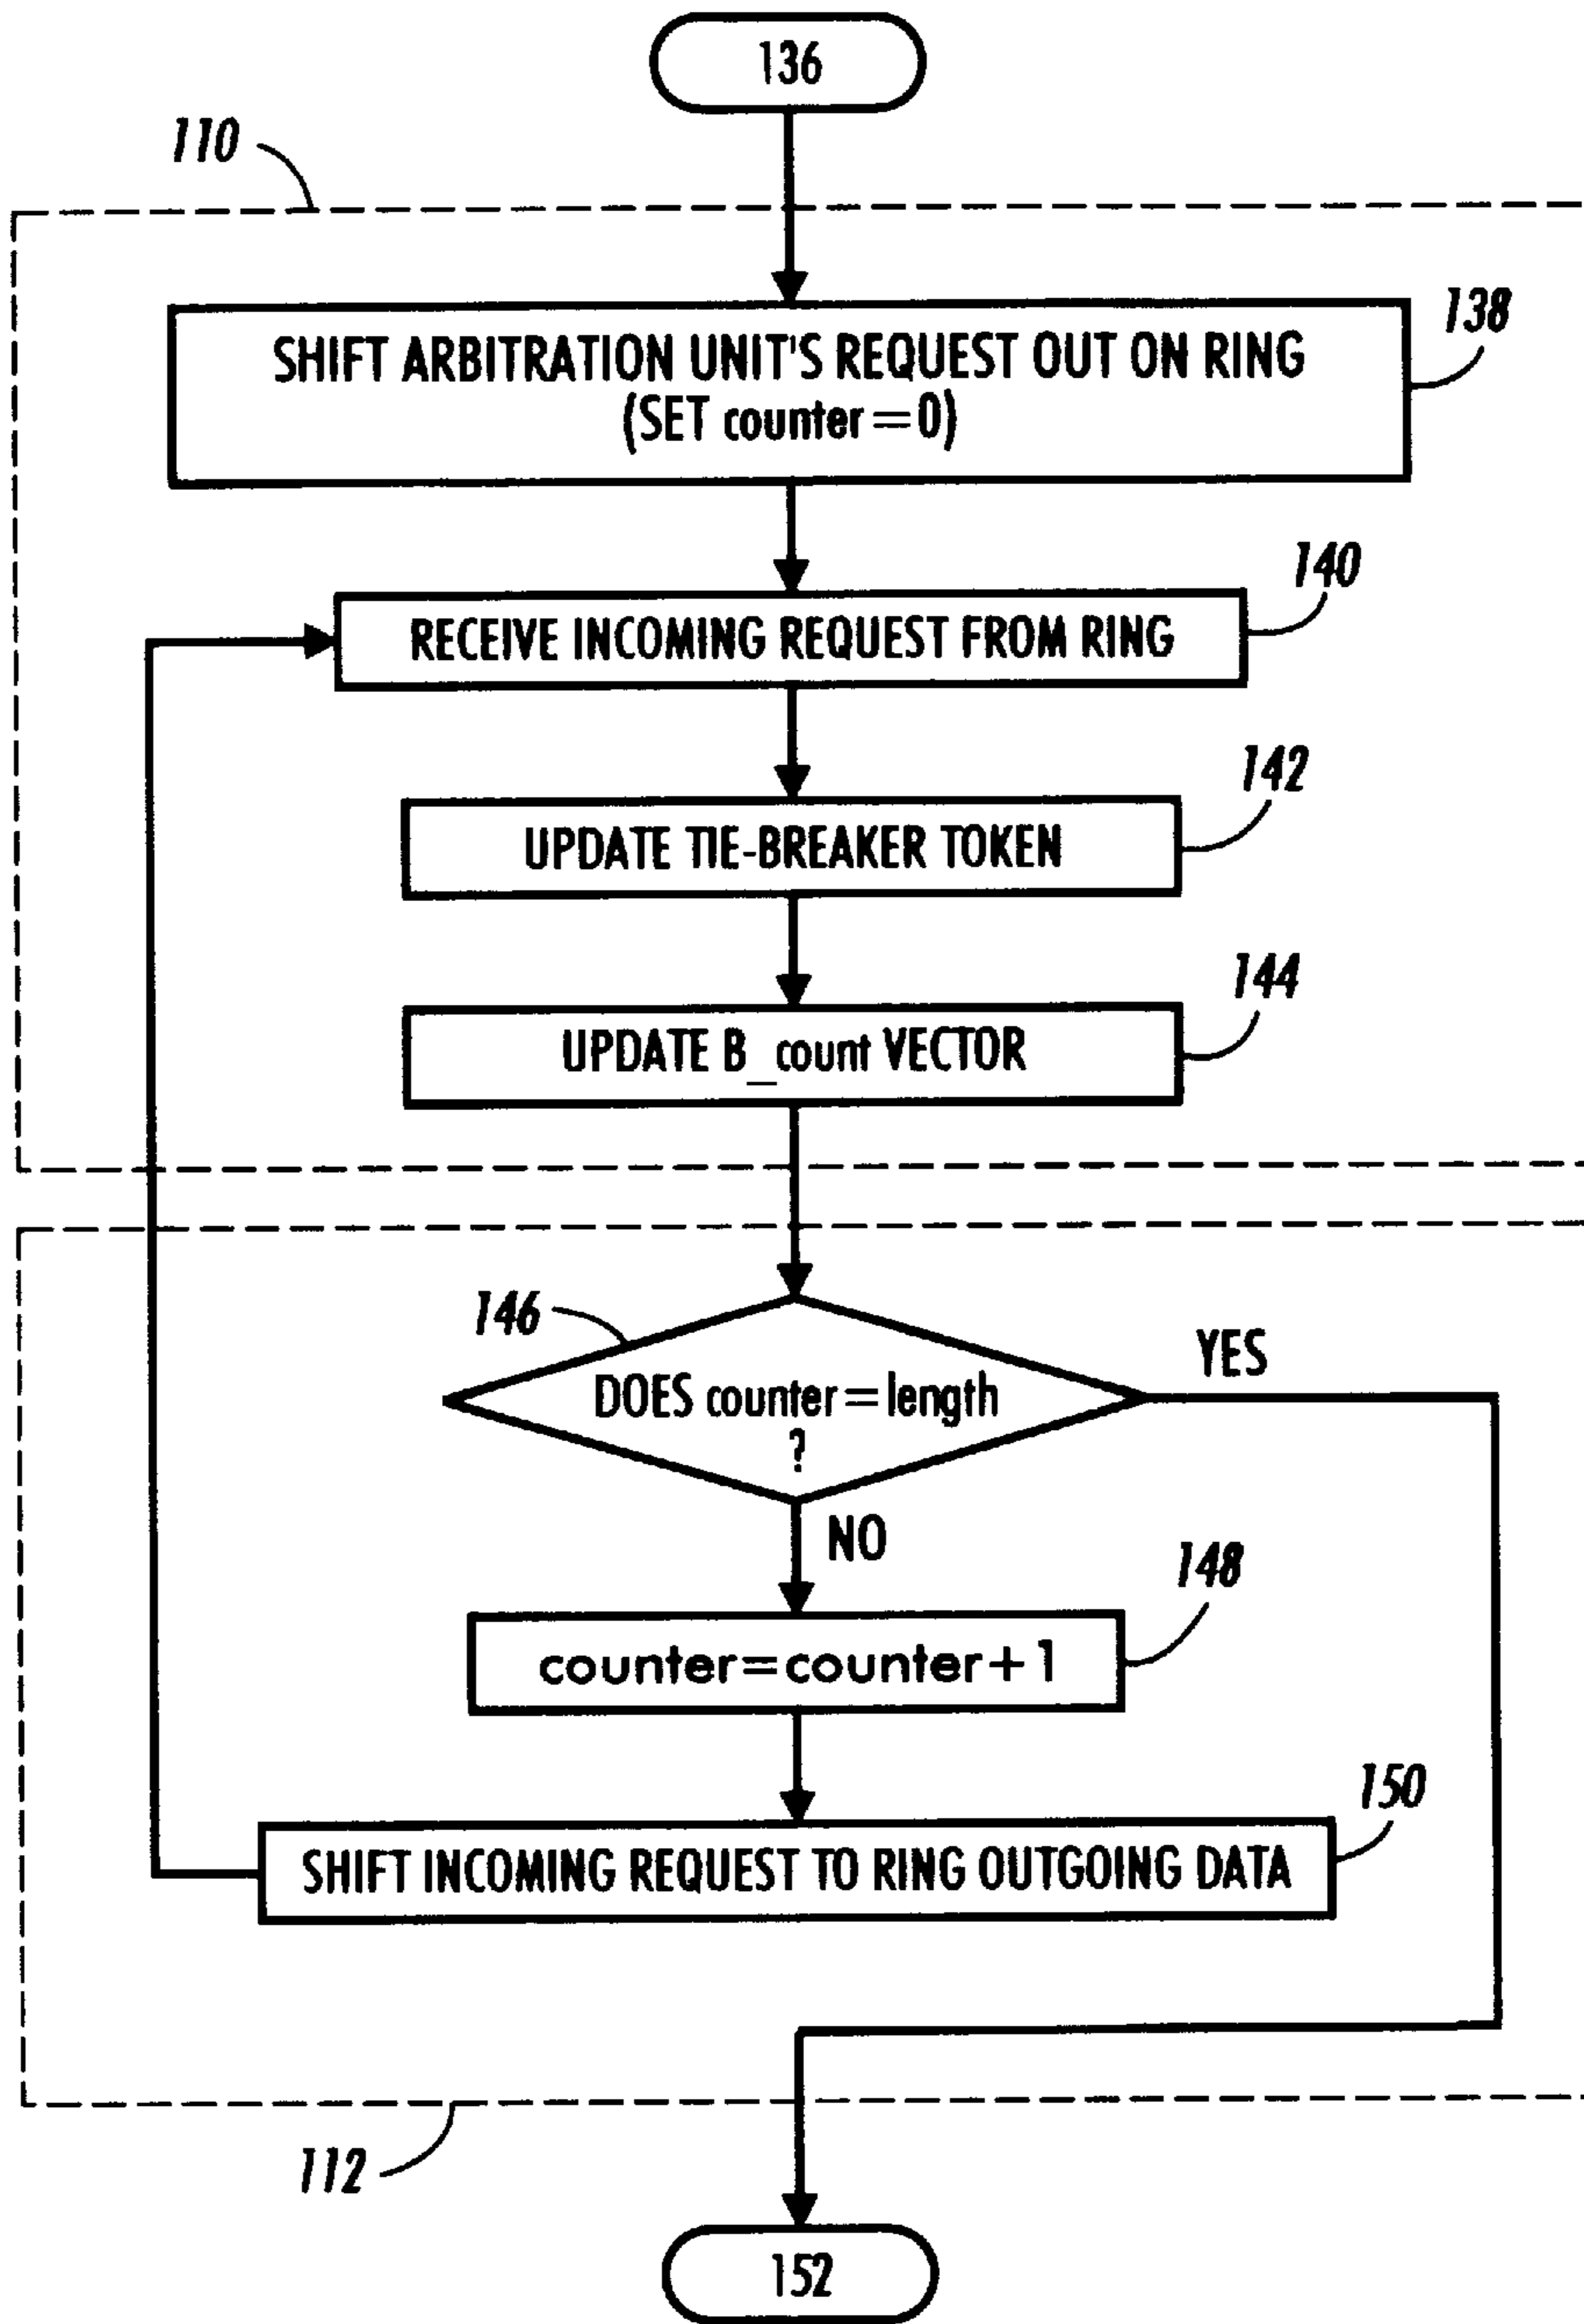 136
110
138
SHIFT ARBITRATION UNIT'S REQUEST OUT ON RING
(SET counter=0)
140
RECEIVE INCOMING REQUEST FROM RING
142
UPDATE TIE-BREAKER TOKEN
144
UPDATE B_count VECTOR
146
YES
DOES counter=length
?
NO
148
counter=counter+1
150
SHIFT INCOMING REQUEST TO RING OUTGOING DATA
112
152